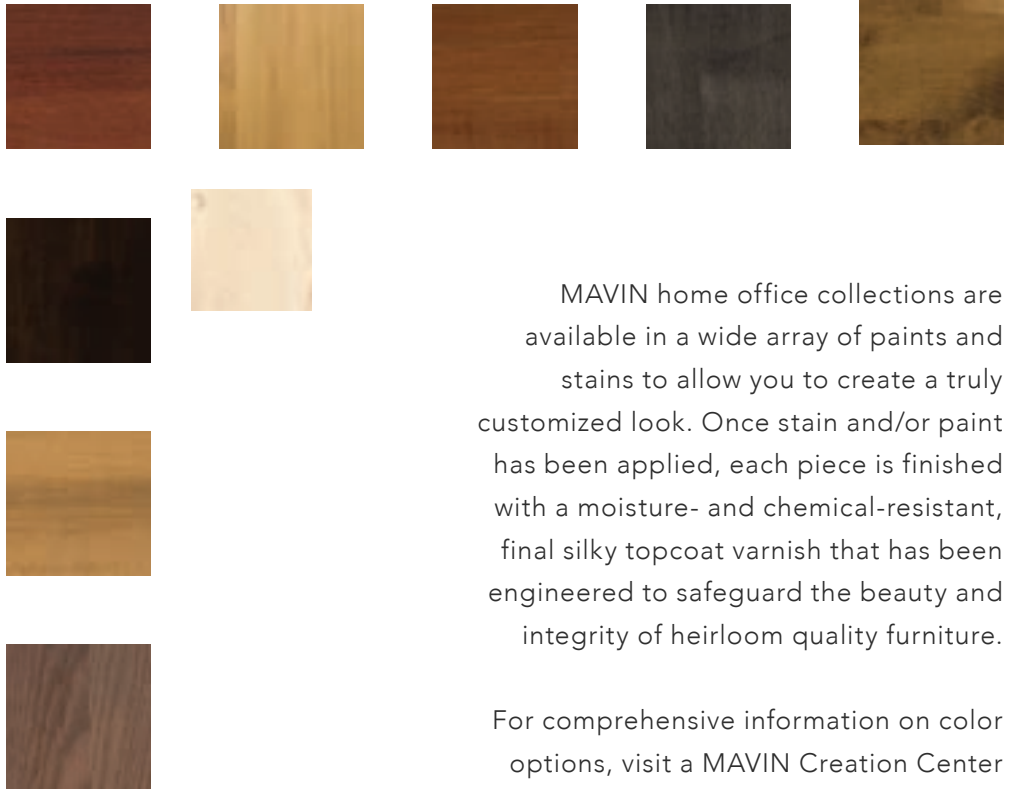 MAVIN home office collections are
available in a wide array of paints and
stains to allow you to create a truly
customized look. Once stain and/or paint
has been applied, each piece is finished
with a moisture- and chemical-resistant,
final silky topcoat varnish that has been
engineered to safeguard the beauty and
integrity of heirloom quality furniture.
For comprehensive information on color
options, visit a MAVIN Creation Center